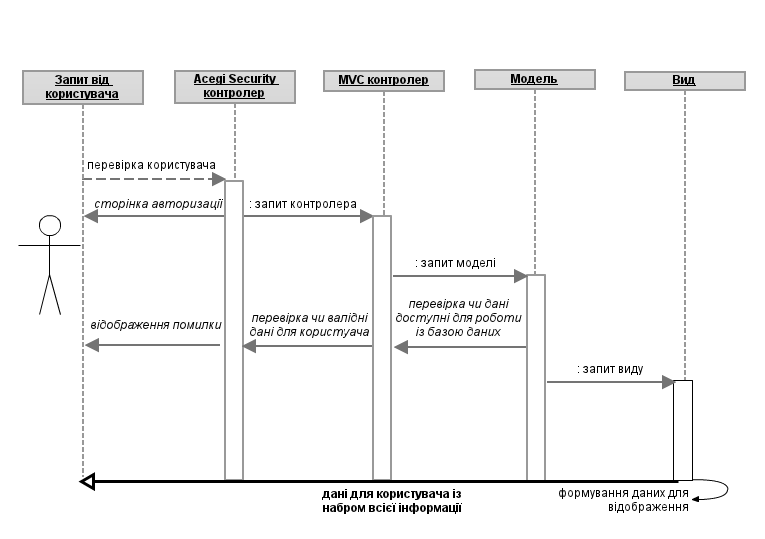 Запит від
користувача
Acegi Security
контролер
MVC контролер
Модель
Вид
перевірка користувача
сторінка авторизації
: запит контролера
: запит моделі
відображення помилки
перевірка чи валідні
дані для користуача
перевірка чи дані
доступні для роботи
із базою даних
: запит виду
дані для користувача із
набром всієї інформації
формування даних для
відображення